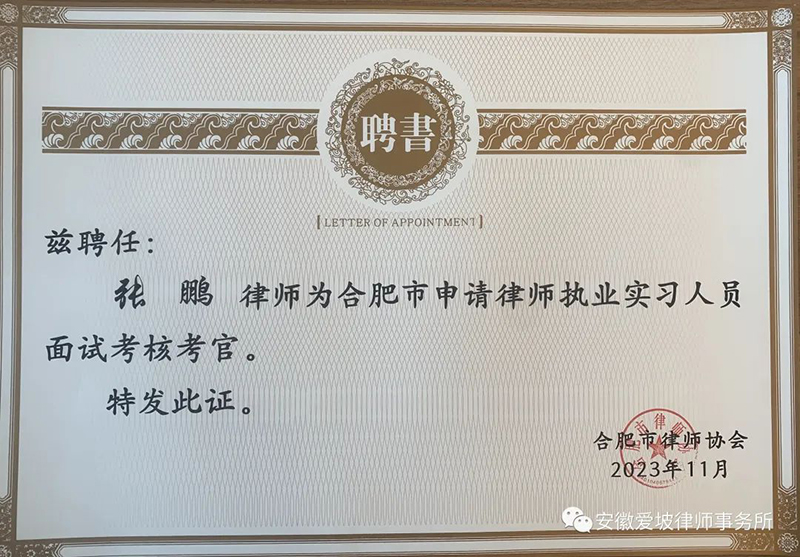 聘書
LETTER OF APPOINTMENT
兹聘任：
张 鹏 律师为合肥市申请律师执业实习人员
面试考核考官。
特发此证。
合肥市律师协会
2023年11月
安徽爱坡律师事务所